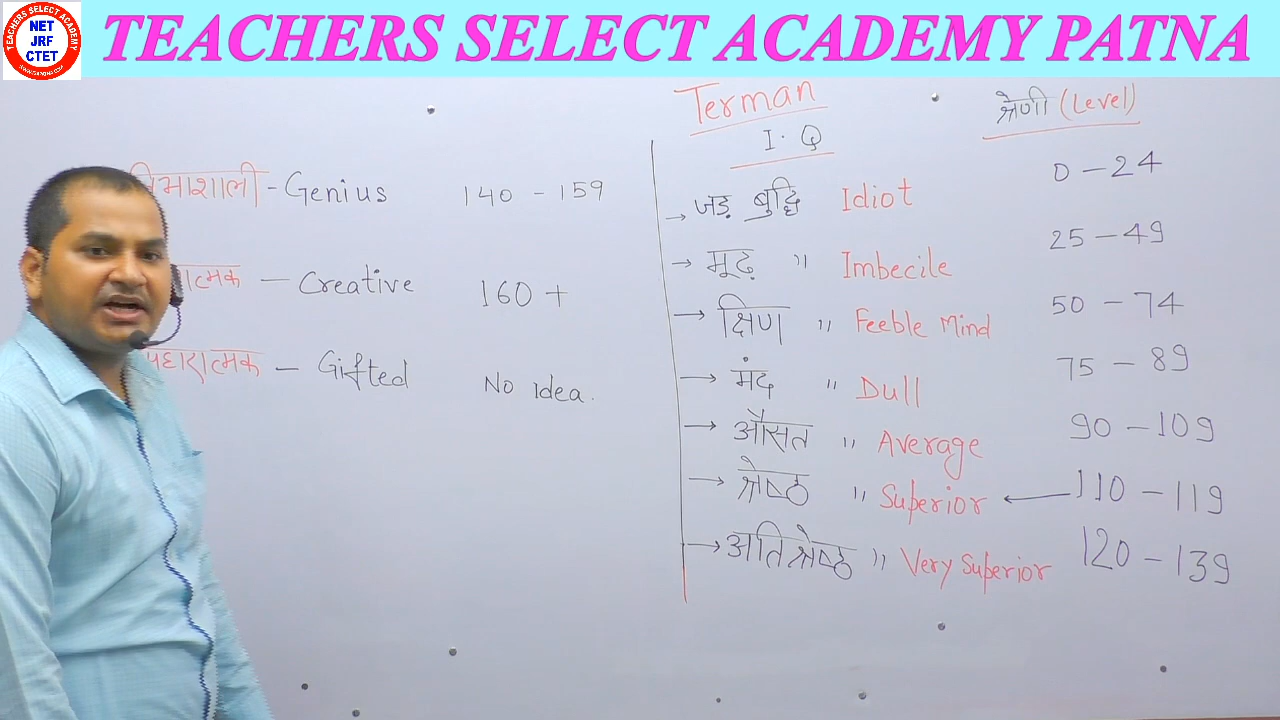 TEACHERS SELECT ACADEMY
NET
JRF
CTET
TEACHERS SELECT ACADEMY PATNA
Terman
I.Q
श्रेणी (Level)
- Genius 140 - 159
— Creative 160 +
— Gifted No idea.
→ जड़ बुद्धि Idiot 0 - 24
→ मूढ़ " Imbecile 25 - 49
→ क्षिण " Feeble Mind 50 - 74
→ मंद " Dull 75 - 89
→ औसत " Average 90 - 109
→ श्रेष्ठ " Superior ← 110 - 119
→ अतिश्रेष्ठ " Very Superior 120 - 139